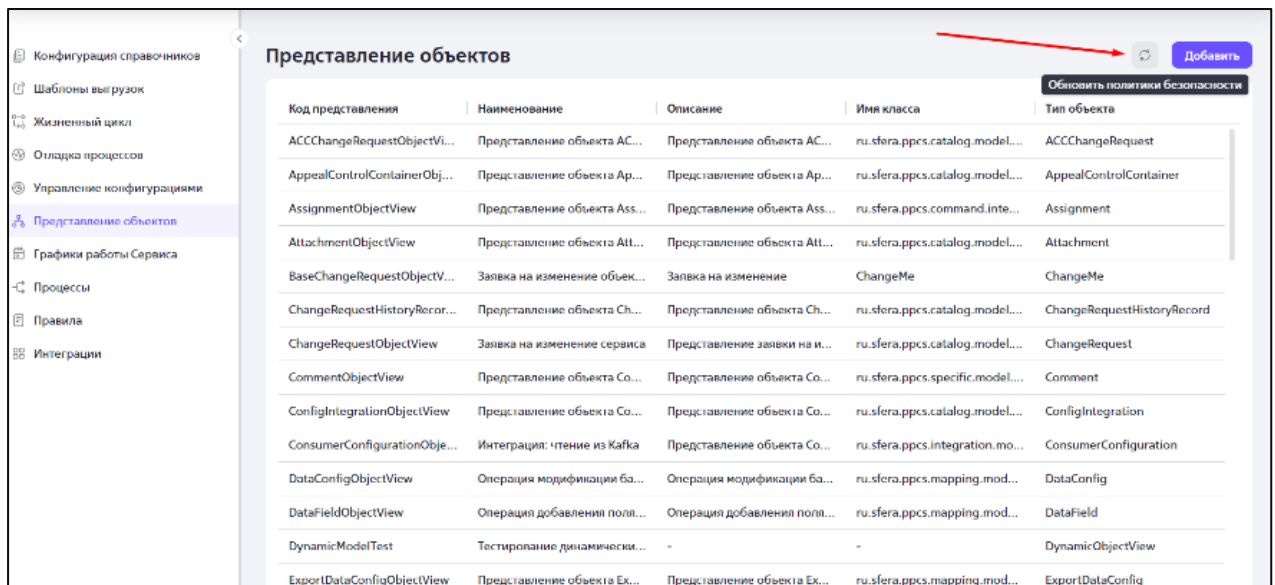 Конфигурация справочников
Шаблоны выгрузок
Жизненный цикл
Отладка процессов
Управление конфигурациями
Представление объектов
Графики работы Сервиса
Процессы
Правила
Интеграции
Представление объектов
Добавить
Обновить политики безопасности
Код представления Наименование Описание Имя класса Тип объекта
ACCChangeRequestObjectVi... Представление объекта AC... Представление объекта AC... ru.sfera.ppcs.catalog.model.... ACCChangeRequest
AppealControlContainerObj... Представление объекта Ap... Представление объекта Ap... ru.sfera.ppcs.catalog.model.... AppealControlContainer
AssignmentObjectView Представление объекта Ass... Представление объекта Ass... ru.sfera.ppcs.command.inte... Assignment
AttachmentObjectView Представление объекта Att... Представление объекта Att... ru.sfera.ppcs.catalog.model.... Attachment
BaseChangeRequestObjectV... Заявка на изменение объек... Заявка на изменение ChangeMe ChangeMe
ChangeRequestHistoryRecor... Представление объекта Ch... Представление объекта Ch... ru.sfera.ppcs.catalog.model.... ChangeRequestHistoryRecord
ChangeRequestObjectView Заявка на изменение сервиса Представление заявки на и... ru.sfera.ppcs.catalog.model.... ChangeRequest
CommentObjectView Представление объекта Co... Представление объекта Co... ru.sfera.ppcs.specific.model.... Comment
ConfigIntegrationObjectView Представление объекта Co... Представление объекта Co... ru.sfera.ppcs.catalog.model.... ConfigIntegration
ConsumerConfigurationObje... Интеграция: чтение из Kafka Представление объекта Co... ru.sfera.ppcs.integration.mo... ConsumerConfiguration
DataConfigObjectView Операция модификации ба... Операция модификации ба... ru.sfera.ppcs.mapping.mod... DataConfig
DataFieldObjectView Операция добавления поля... Операция добавления поля... ru.sfera.ppcs.mapping.mod... DataField
DynamicModelTest Тестирование динамически... - - DynamicObjectView
ExportDataConfigObjectView Представление объекта Ex... Представление объекта Ex... ru.sfera.ppcs.mapping.mod... ExportDataConfig